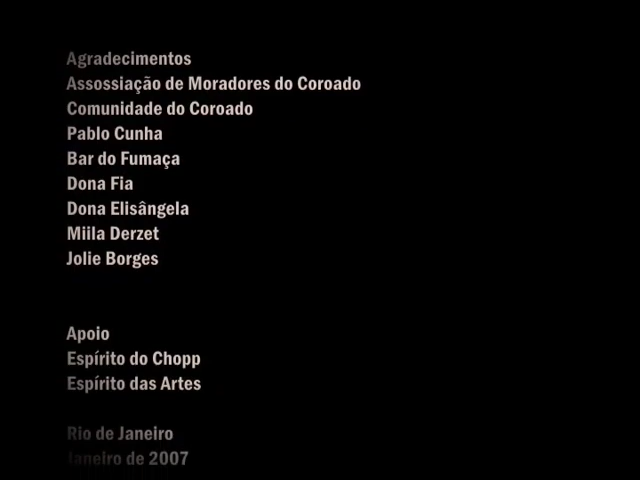 Agradecimentos
Assossiação de Moradores do Coroado
Comunidade do Coroado
Pablo Cunha
Bar do Fumaça
Dona Fia
Dona Elisângela
Miila Derzet
Jolie Borges
Apoio
Espírito do Chopp
Espírito das Artes
Rio de Janeiro
Janeiro de 2007